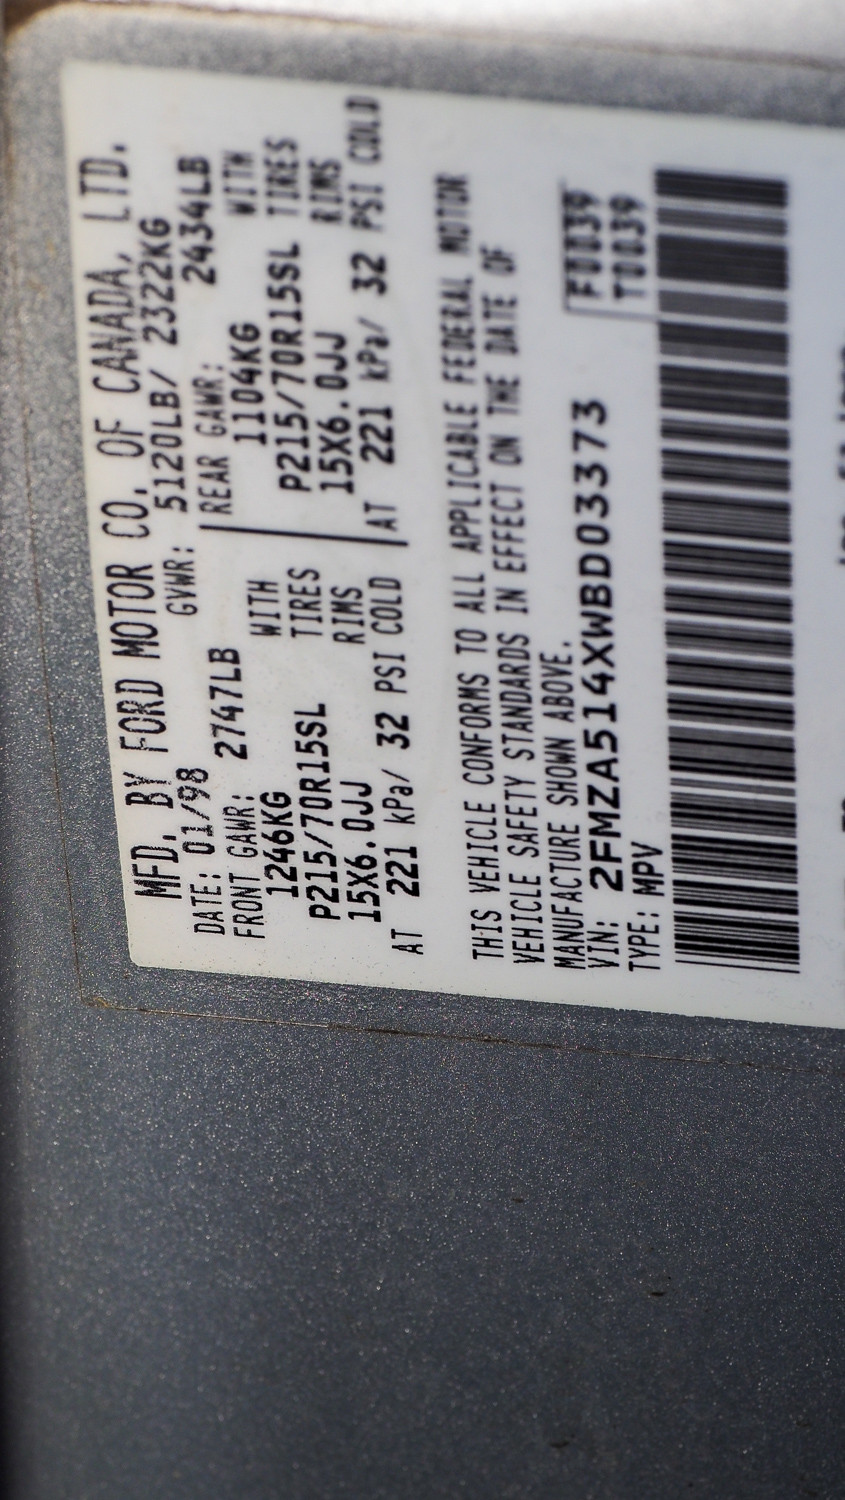 MFD. BY FORD MOTOR CO. OF CANADA, LTD.
DATE: 01/98 GVWR: 5120LB/ 2322KG
FRONT GAWR: 2747LB REAR GAWR: 2434LB
1246KG WITH 1104KG WITH
P215/70R15SL TIRES P215/70R15SL TIRES
15X6.0JJ RIMS 15X6.0JJ RIMS
AT 221 kPa/ 32 PSI COLD AT 221 kPa/ 32 PSI COLD
THIS VEHICLE CONFORMS TO ALL APPLICABLE FEDERAL MOTOR
VEHICLE SAFETY STANDARDS IN EFFECT ON THE DATE OF
MANUFACTURE SHOWN ABOVE.
VIN: 2FMZA514XWBD03373 F0039
TYPE: MPV T0039